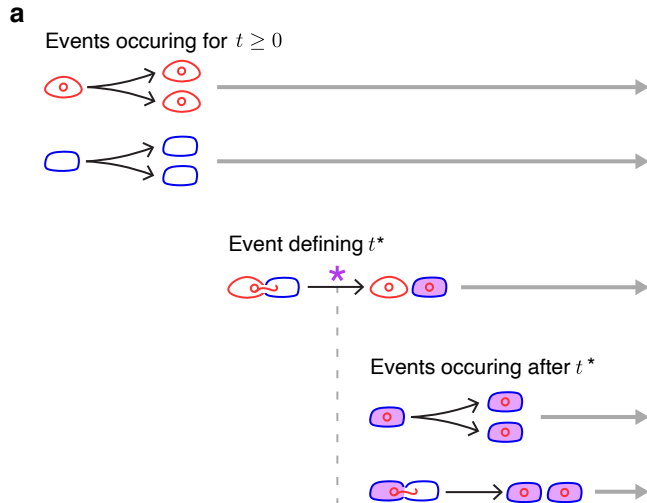 a
Events occuring for t ≥ 0
Event defining t*
*
Events occuring after t*